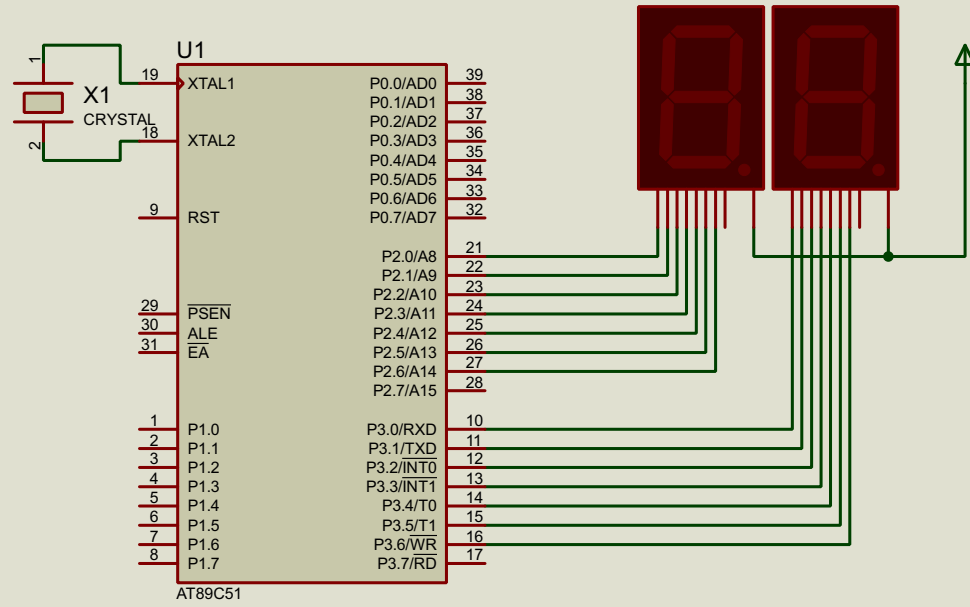 U1
1
X1
CRYSTAL
2
19 XTAL1
18 XTAL2
9 RST
29 PSEN
30 ALE
31 EA
1 P1.0
2 P1.1
3 P1.2
4 P1.3
5 P1.4
6 P1.5
7 P1.6
8 P1.7
P0.0/AD0 39
P0.1/AD1 38
P0.2/AD2 37
P0.3/AD3 36
P0.4/AD4 35
P0.5/AD5 34
P0.6/AD6 33
P0.7/AD7 32
P2.0/A8 21
P2.1/A9 22
P2.2/A10 23
P2.3/A11 24
P2.4/A12 25
P2.5/A13 26
P2.6/A14 27
P2.7/A15 28
P3.0/RXD 10
P3.1/TXD 11
P3.2/INT0 12
P3.3/INT1 13
P3.4/T0 14
P3.5/T1 15
P3.6/WR 16
P3.7/RD 17
AT89C51